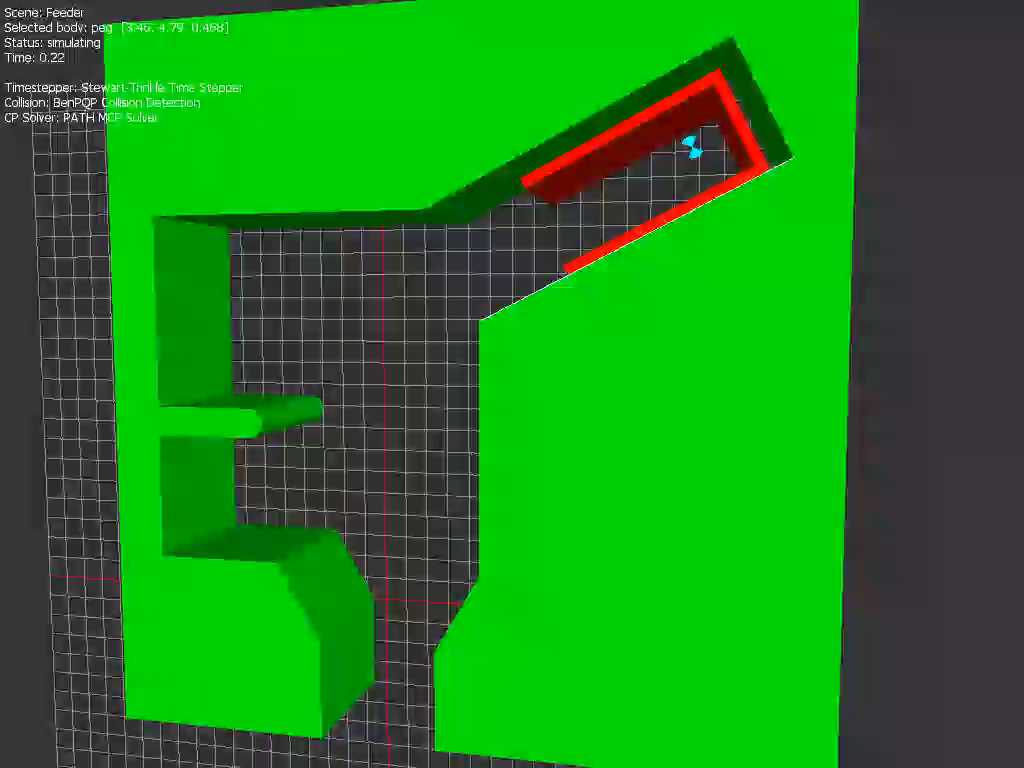 Scene: Feeder
Selected body: peg [3.46, 4.79, 0.468]
Status: simulating
Time: 0.22
Timestepper: Stewart-Trinkle Time Stepper
Collision: BenPQP Collision Detection
CP Solver: PATH MCP Solver